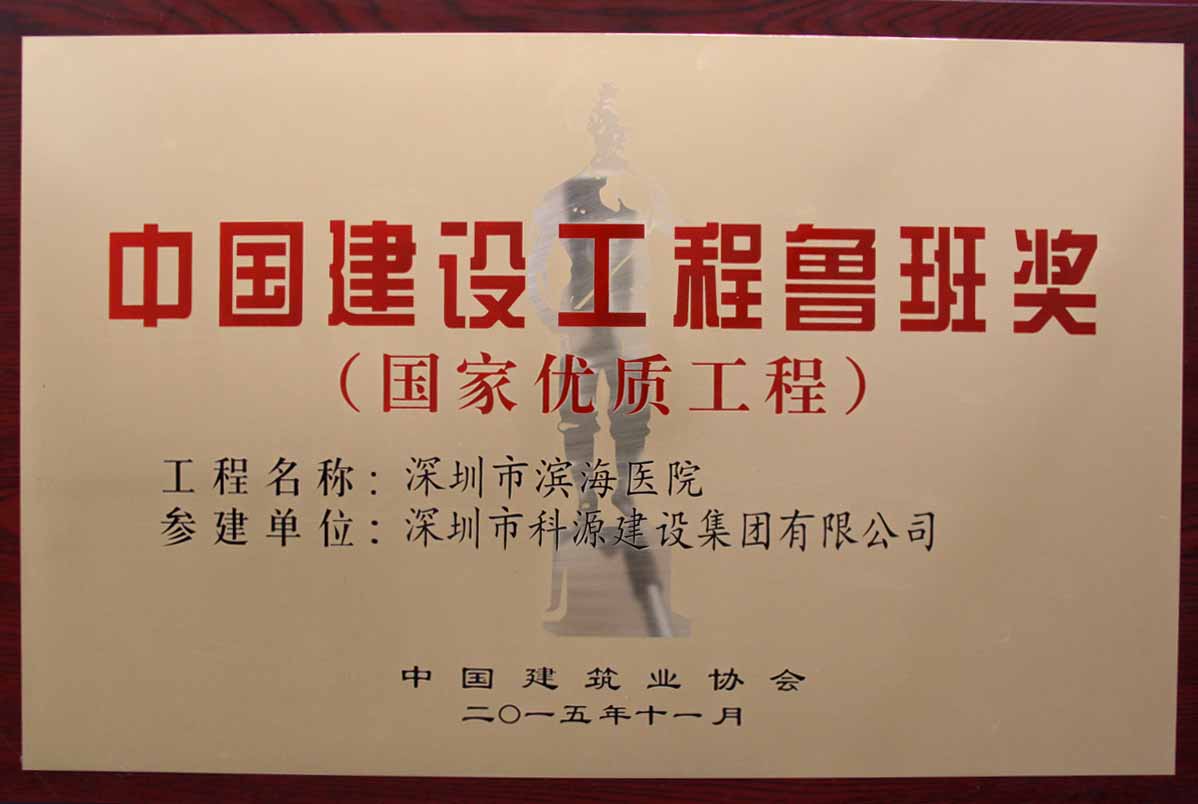 中国建设工程鲁班奖
（国家优质工程）
工程名称：深圳市滨海医院
参建单位：深圳市科源建设集团有限公司
中国建筑业协会
二〇一五年十一月